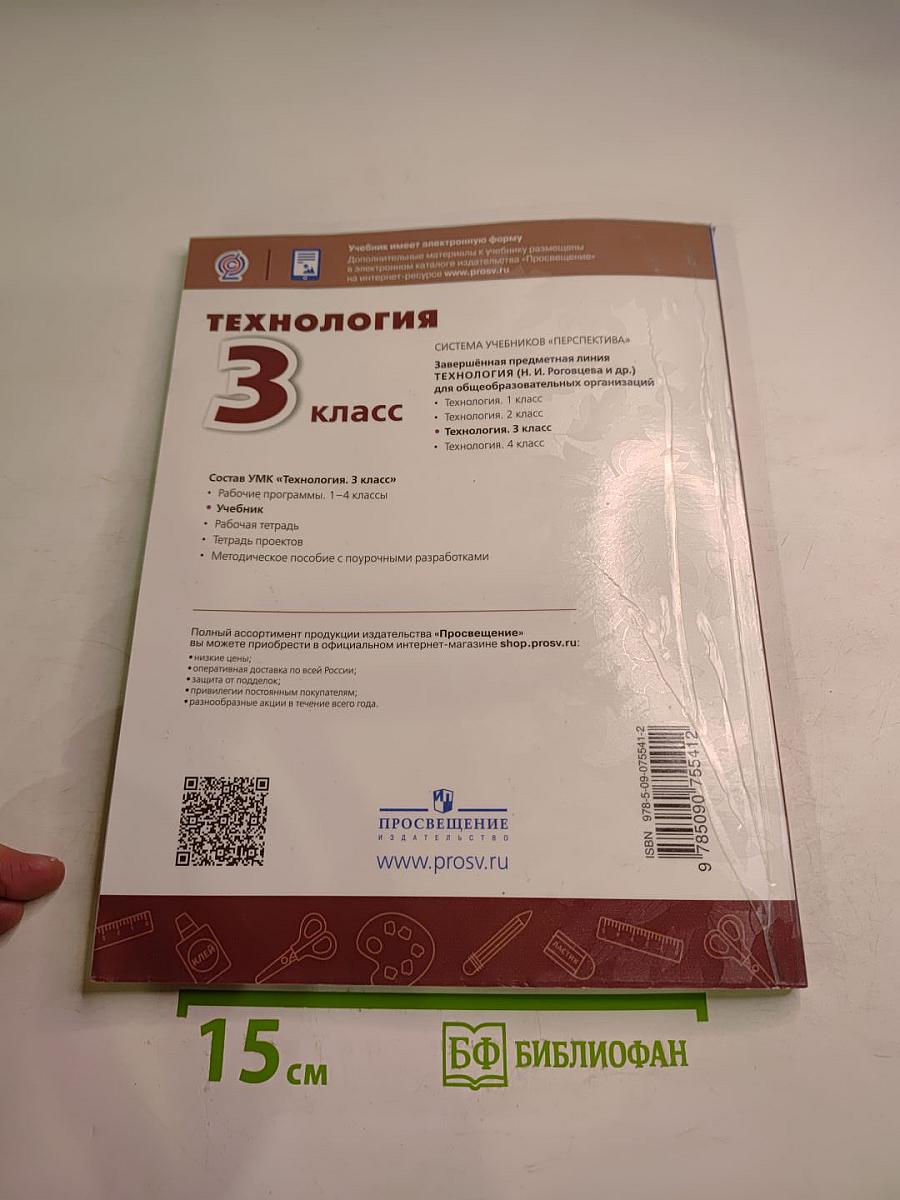 Учебник имеет электронную форму
Дополнительные материалы к учебнику размещены
в электронном каталоге издательства «Просвещение»
на интернет-ресурсе www.prosv.ru
ТЕХНОЛОГИЯ
3 класс
СИСТЕМА УЧЕБНИКОВ «ПЕРСПЕКТИВА»
Завершённая предметная линия
ТЕХНОЛОГИЯ (Н. И. Роговцева и др.)
для общеобразовательных организаций
• Технология. 1 класс
• Технология. 2 класс
• Технология. 3 класс
• Технология. 4 класс
Состав УМК «Технология. 3 класс»
• Рабочие программы. 1–4 классы
• Учебник
• Рабочая тетрадь
• Тетрадь проектов
• Методическое пособие с поурочными разработками
Полный ассортимент продукции издательства «Просвещение»
вы можете приобрести в официальном интернет-магазине shop.prosv.ru:
• низкие цены;
• оперативная доставка по всей России;
• защита от подделок;
• привилегии постоянным покупателям;
• разнообразные акции в течение всего года.
ПРОСВЕЩЕНИЕ
ИЗДАТЕЛЬСТВО
www.prosv.ru
ISBN 978-5-09-075541-2
9 785090 755412
КЛЕЙ
ЛАСТИК
15 см
БФ БИБЛИОФАН